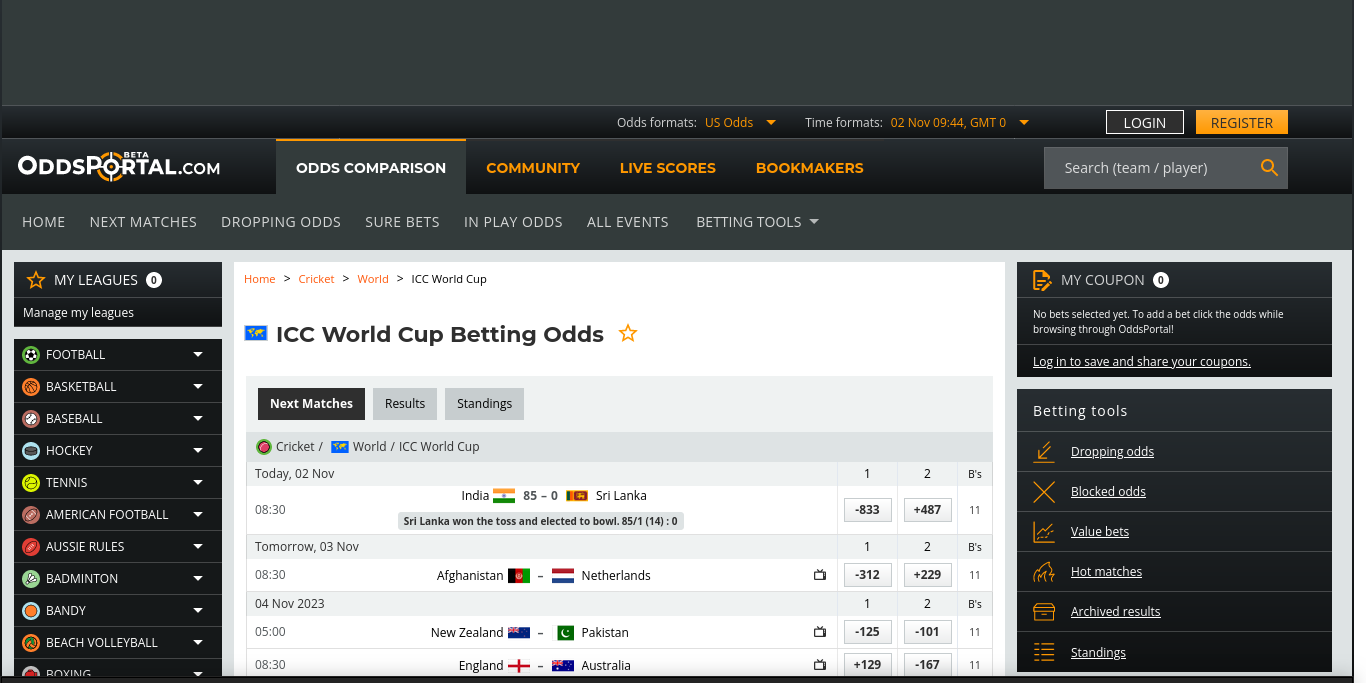 Odds formats: US Odds Time formats: 02 Nov 09:44, GMT 0 LOGIN REGISTER
ODDSPORTAL.COM BETA ODDS COMPARISON COMMUNITY LIVE SCORES BOOKMAKERS Search (team / player)
HOME NEXT MATCHES DROPPING ODDS SURE BETS IN PLAY ODDS ALL EVENTS BETTING TOOLS
MY LEAGUES 0
Manage my leagues
FOOTBALL
BASKETBALL
BASEBALL
HOCKEY
TENNIS
AMERICAN FOOTBALL
AUSSIE RULES
BADMINTON
BANDY
BEACH VOLLEYBALL
BOXING
Home > Cricket > World > ICC World Cup
ICC World Cup Betting Odds
Next Matches Results Standings
Cricket / World / ICC World Cup
Today, 02 Nov 1 2 B's
India 85 – 0 Sri Lanka
08:30 -833 +487 11
Sri Lanka won the toss and elected to bowl. 85/1 (14) : 0
Tomorrow, 03 Nov 1 2 B's
08:30 Afghanistan – Netherlands -312 +229 11
04 Nov 2023 1 2 B's
05:00 New Zealand – Pakistan -125 -101 11
08:30 England – Australia +129 -167 11
MY COUPON 0
No bets selected yet. To add a bet click the odds while
browsing through OddsPortal!
Log in to save and share your coupons.
Betting tools
Dropping odds
Blocked odds
Value bets
Hot matches
Archived results
Standings